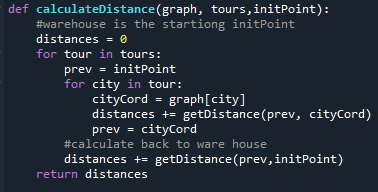 def calculateDistance(graph, tours,initPoint):
    #warehouse is the startiong initPoint
    distances = 0
    for tour in tours:
        prev = initPoint
        for city in tour:
            cityCord = graph[city]
            distances += getDistance(prev, cityCord)
            prev = cityCord
        #calculate back to ware house
        distances += getDistance(prev,initPoint)
    return distances